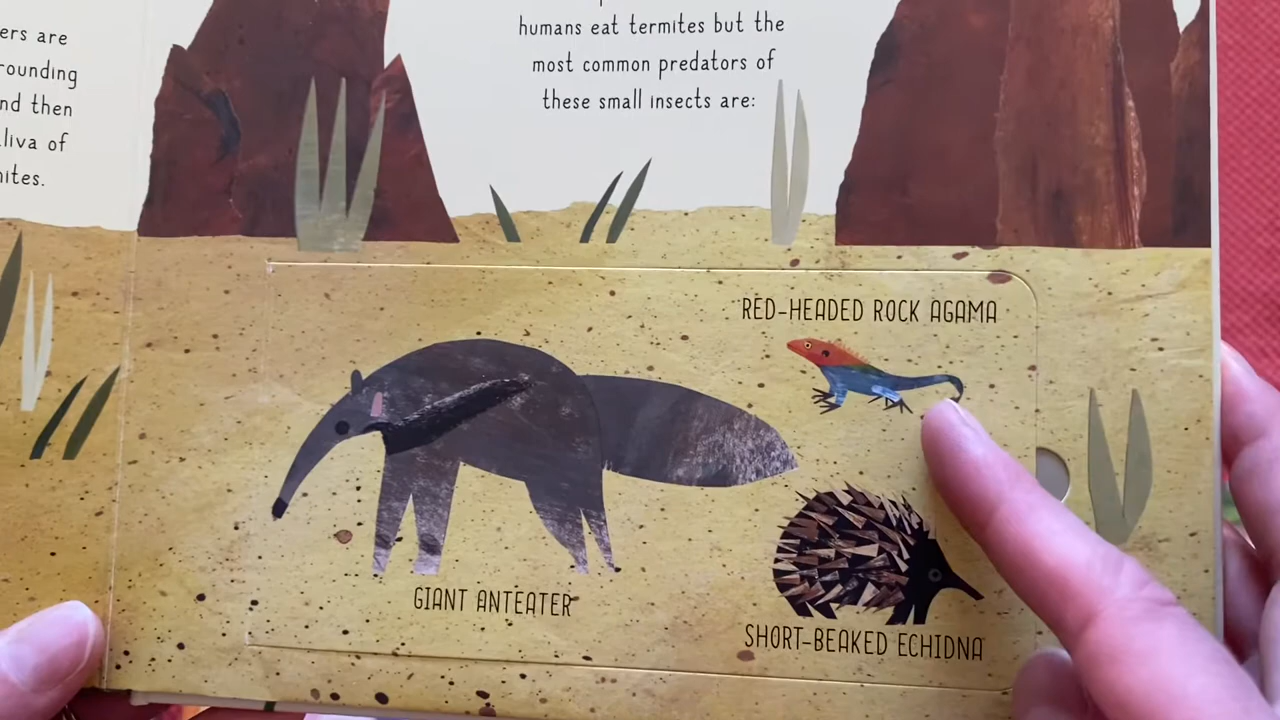 ers are
rounding
nd then
liva of
nites.
humans eat termites but the
most common predators of
these small insects are:
RED-HEADED ROCK AGAMA
GIANT ANTEATER
SHORT-BEAKED ECHIDNA